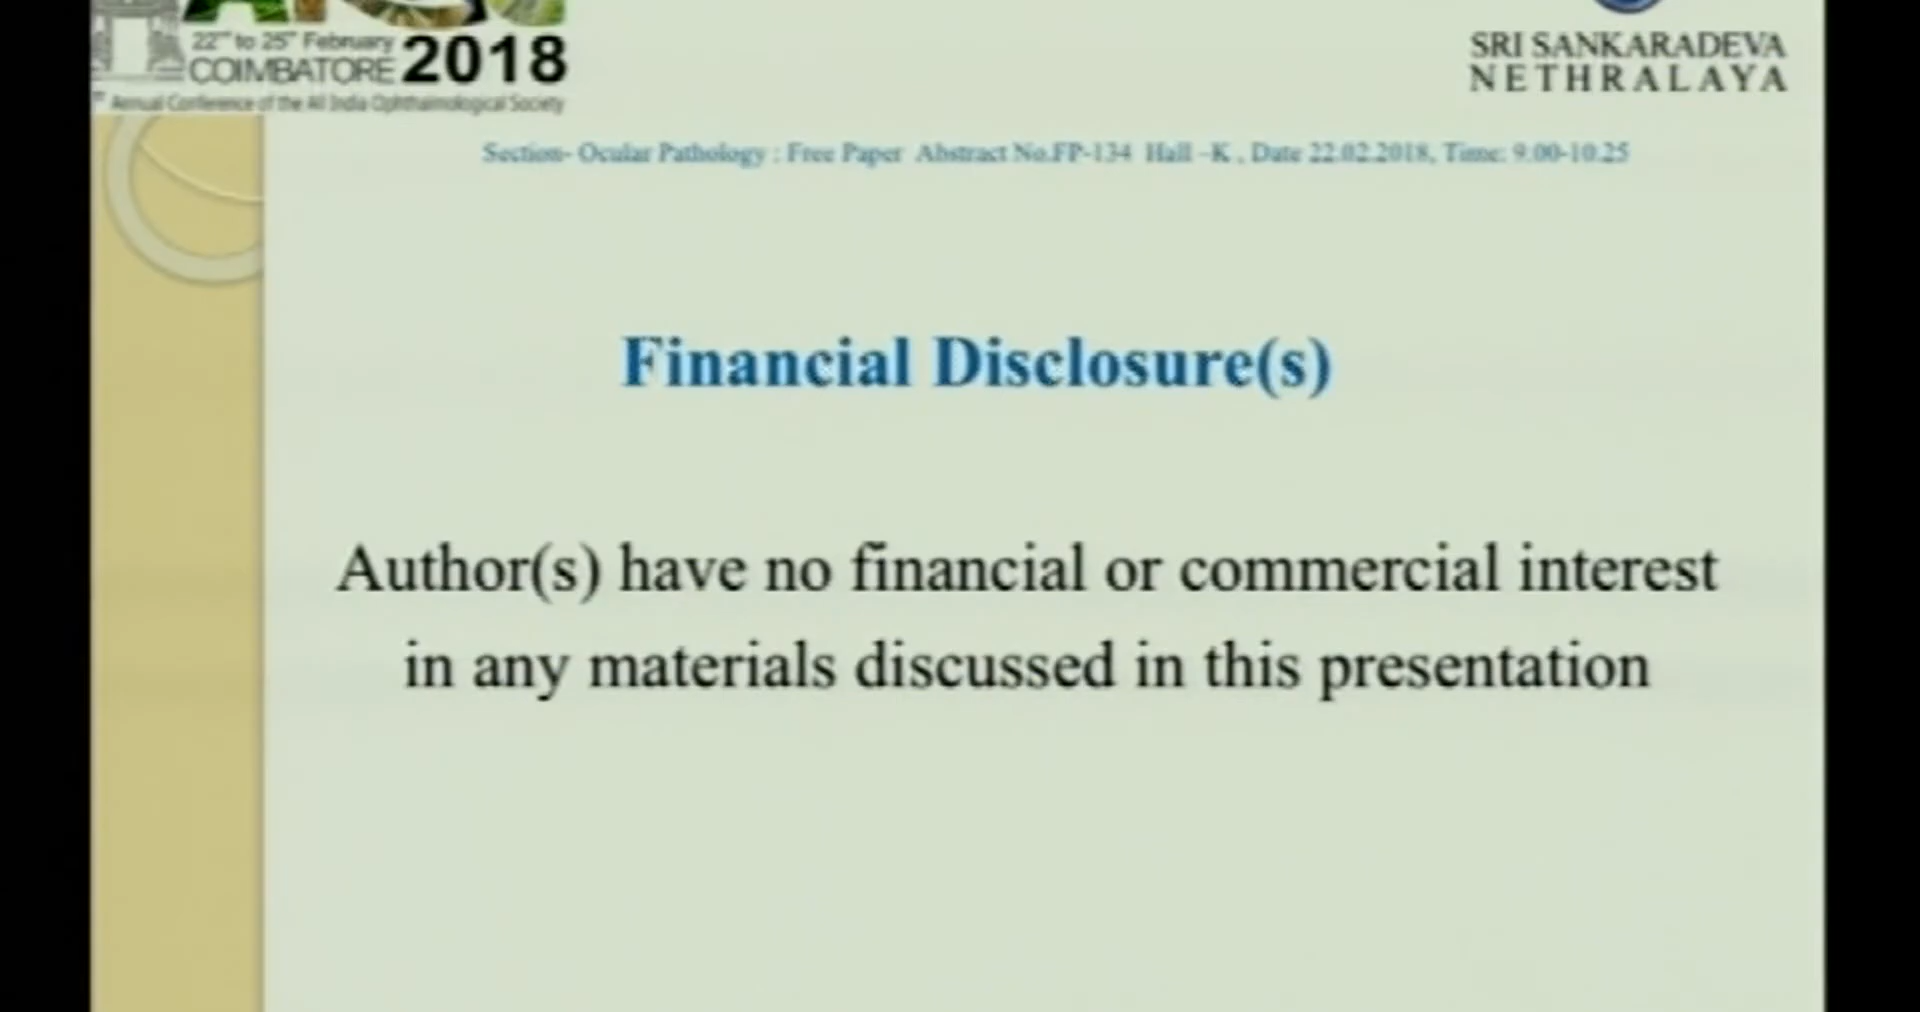 22nd to 25th February
COIMBATORE 2018
Annual Conference of the All India Ophthalmological Society
SRI SANKARADEVA
NETHRALAYA
Section- Ocular Pathology : Free Paper Abstract No.FP-134 Hall -K , Date 22.02.2018, Time: 9.00-10.25
Financial Disclosure(s)
Author(s) have no financial or commercial interest
in any materials discussed in this presentation